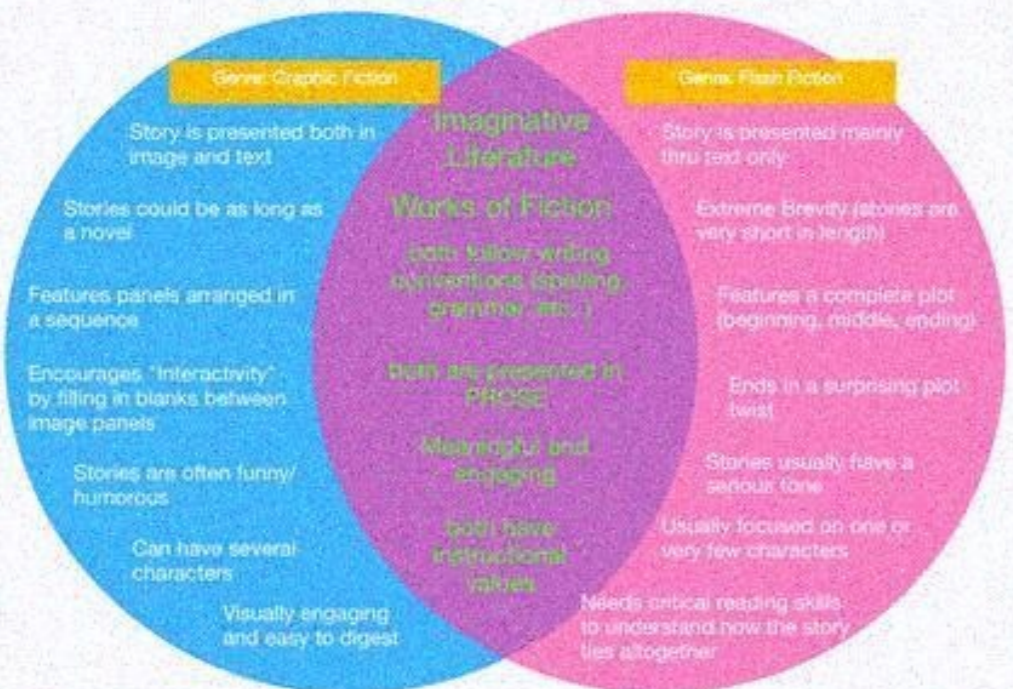 Genre: Graphic Fiction
Story is presented both in
image and text
Stories could be as long as
a novel
Features panels arranged in
a sequence
Encourages "Interactivity"
by filling in blanks between
image panels
Stories are often funny/
humorous
Can have several
characters
Visually engaging
and easy to digest
Imaginative
Literature
Works of Fiction
both follow writing
conventions (spelling,
grammar, etc..)
both are presented in
PROSE
Meaningful and
engaging
both have
instructional
values
Genre: Flash Fiction
Story is presented mainly
thru text only
Extreme Brevity (stories are
very short in length)
Features a complete plot
(beginning, middle, ending)
Ends in a surprising plot
twist
Stories usually have a
serious tone
Usually focused on one or
very few characters
Needs critical reading skills
to understand how the story
ties altogether